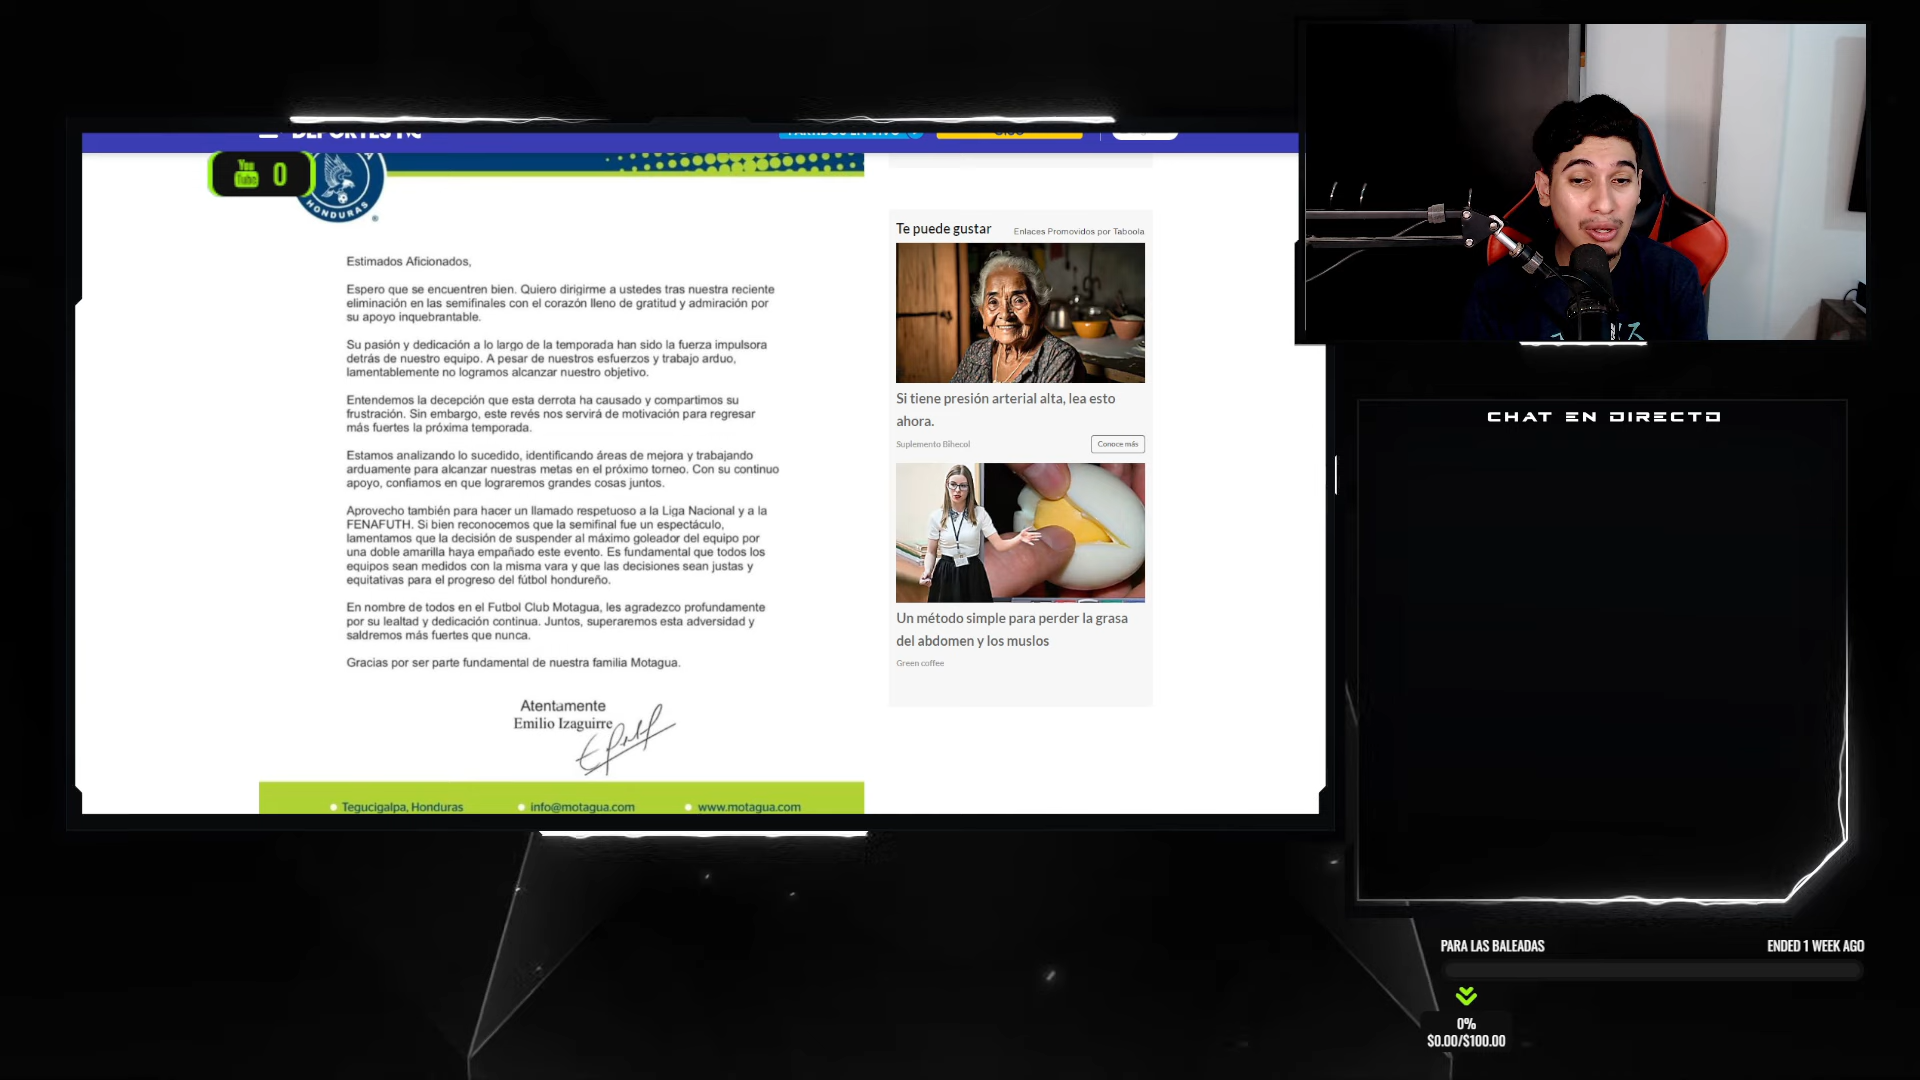 You
Tube
0
HONDURAS
Estimados Aficionados,
Espero que se encuentren bien. Quiero dirigirme a ustedes tras nuestra reciente
eliminación en las semifinales con el corazón lleno de gratitud y admiración por
su apoyo inquebrantable.
Su pasión y dedicación a lo largo de la temporada han sido la fuerza impulsora
detrás de nuestro equipo. A pesar de nuestros esfuerzos y trabajo arduo,
lamentablemente no logramos alcanzar nuestro objetivo.
Entendemos la decepción que esta derrota ha causado y compartimos su
frustración. Sin embargo, este revés nos servirá de motivación para regresar
más fuertes la próxima temporada.
Estamos analizando lo sucedido, identificando áreas de mejora y trabajando
arduamente para alcanzar nuestras metas en el próximo torneo. Con su continuo
apoyo, confiamos en que lograremos grandes cosas juntos.
Aprovecho también para hacer un llamado respetuoso a la Liga Nacional y a la
FENAFUTH. Si bien reconocemos que la semifinal fue un espectáculo,
lamentamos que la decisión de suspender al máximo goleador del equipo por
una doble amarilla haya empañado este evento. Es fundamental que todos los
equipos sean medidos con la misma vara y que las decisiones sean justas y
equitativas para el progreso del fútbol hondureño.
En nombre de todos en el Futbol Club Motagua, les agradezco profundamente
por su lealtad y dedicación continua. Juntos, superaremos esta adversidad y
saldremos más fuertes que nunca.
Gracias por ser parte fundamental de nuestra familia Motagua.
Atentamente
Emilio Izaguirre
Tegucigalpa, Honduras
info@motagua.com
www.motagua.com
Te puede gustar
Enlaces Promovidos por Taboola
Si tiene presión arterial alta, lea esto
ahora.
Suplemento Bihecol
Conoce más
Un método simple para perder la grasa
del abdomen y los muslos
Green coffee
CHAT EN DIRECTO
PARA LAS BALEADAS
ENDED 1 WEEK AGO
0%
$0.00/$100.00